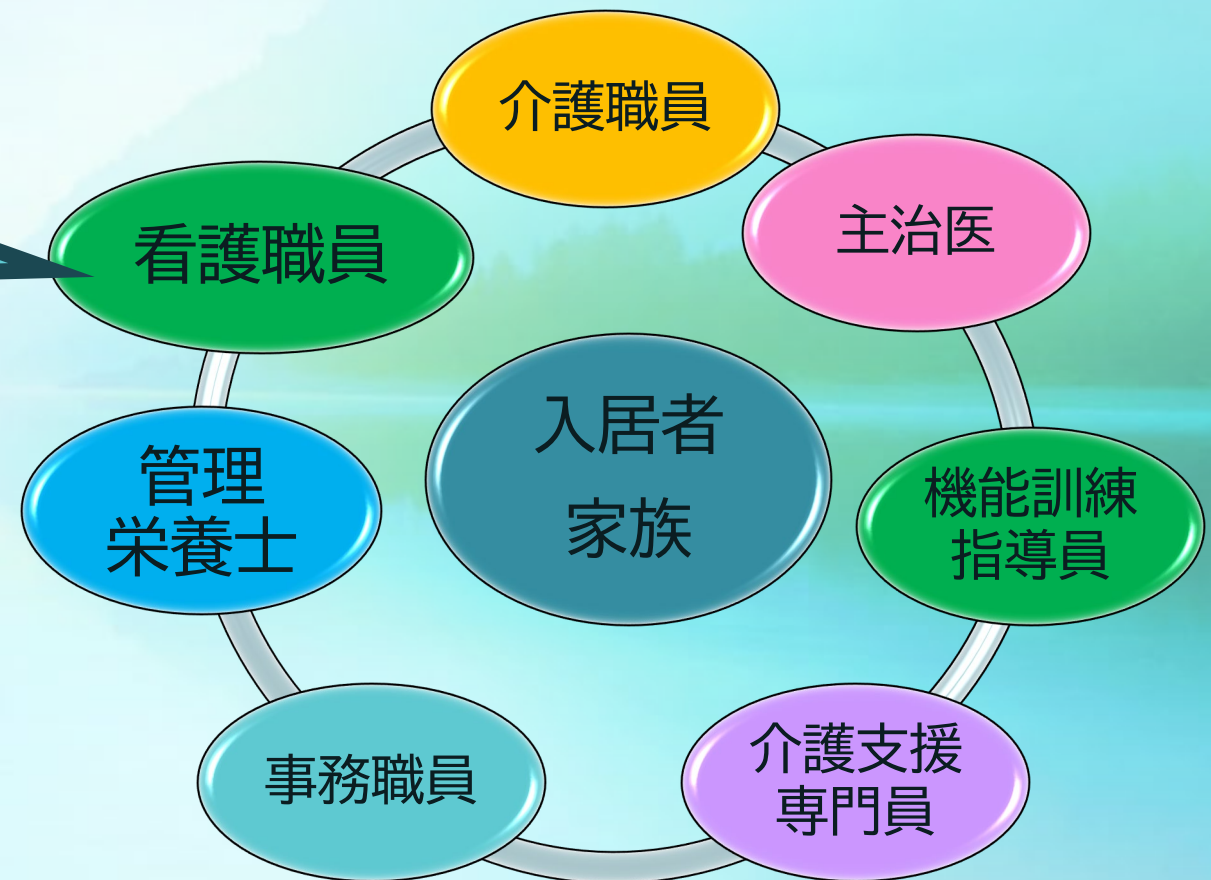 介護職員
主治医
看護職員
入居者
家族
管理
栄養士
機能訓練
指導員
事務職員
介護支援
専門員